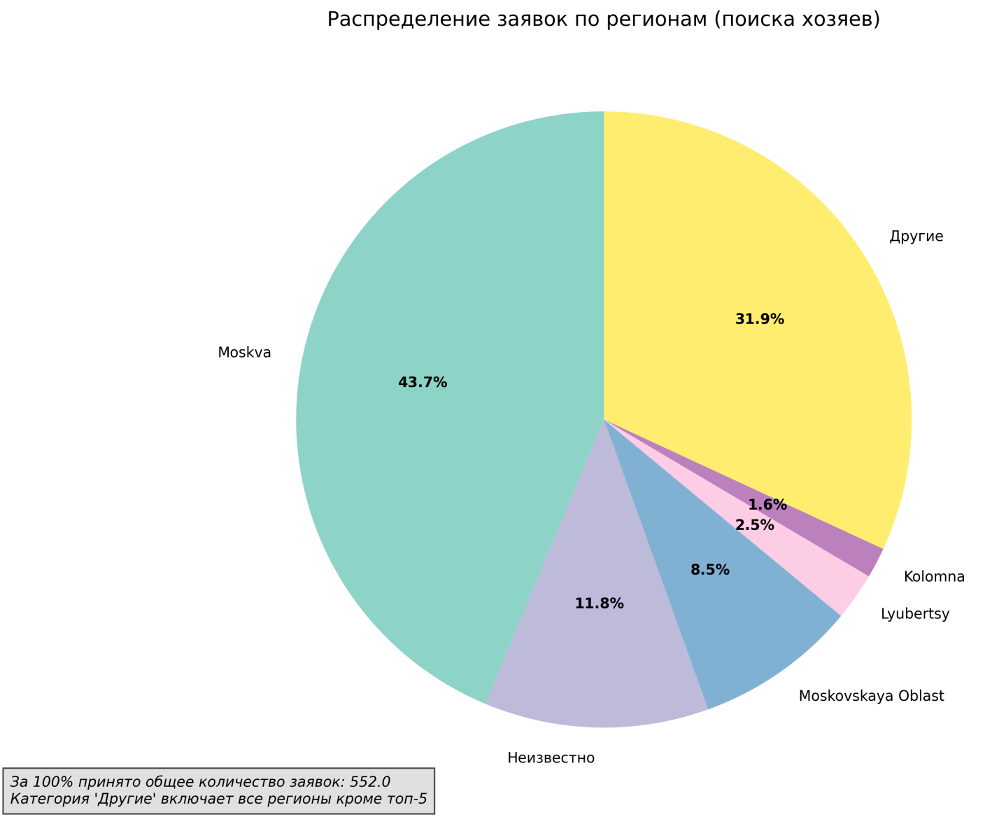 Распределение заявок по регионам (поиска хозяев)
Другие
31.9%
Moskva
43.7%
1.6%
2.5%
8.5%
Kolomna
11.8%
Lyubertsy
Moskovskaya Oblast
Неизвестно
За 100% принято общее количество заявок: 552.0
Категория 'Другие' включает все регионы кроме топ-5